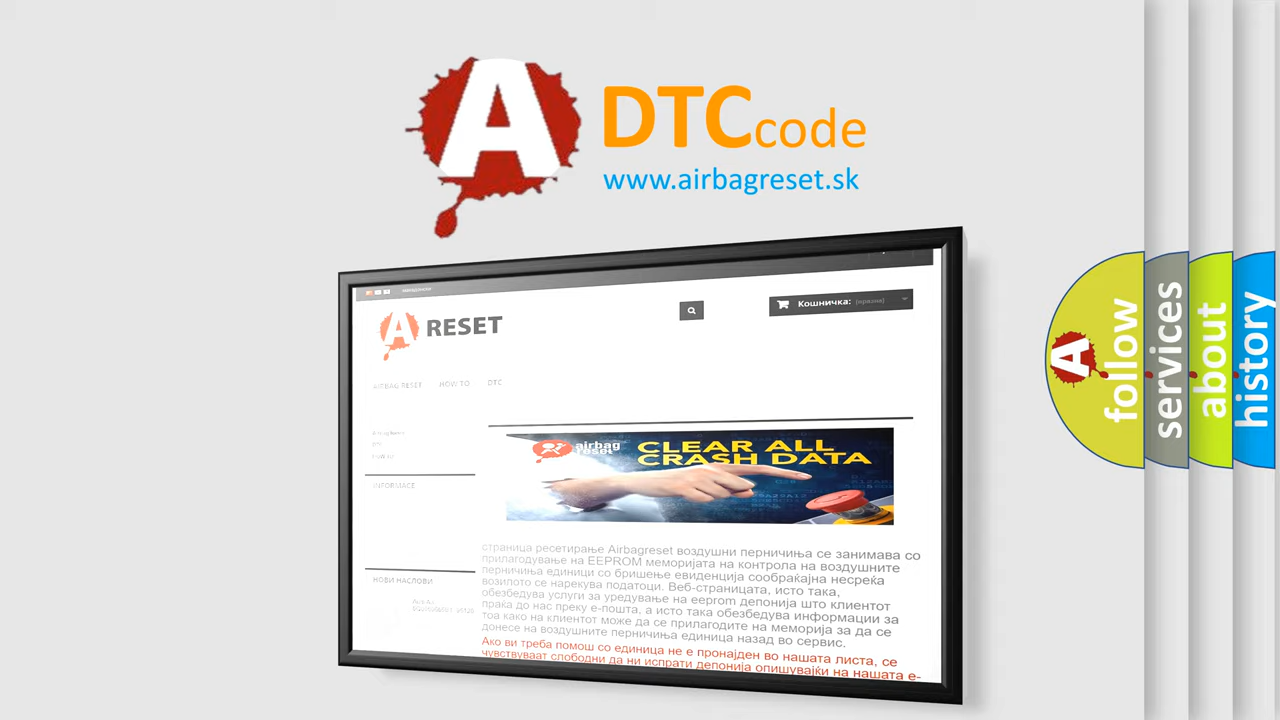 A
DTC code
www.airbagreset.sk
A RESET
Кошничка: (празна)
AIRBAG RESET HOW TO DTC
airbag reset
CLEAR ALL
CRASH DATA
INFORMACE
НОВИ НАСЛОВИ
страница ресетирање Airbagreset воздушни перничиња се занимава со
прилагодување на EEPROM меморијата на контрола на воздушните
перничиња единици со бришење евиденција сообраќајна несреќа
возилото се нарекува податоци. Веб-страницата, исто така,
обезбедува услуги за уредување на eeprom депонија што клиентот
праќа до нас преку е-пошта, а исто така обезбедува информации за
тоа како на клиентот може да се прилагодите на меморија за да се
донесе на воздушните перничиња единица назад во сервис.
Ако ви треба помош со единица не е пронајден во нашата листа, се
чувствуваат слободни да ни испрати депонија опишувајќи на нашата е-
A follow
services
about
history